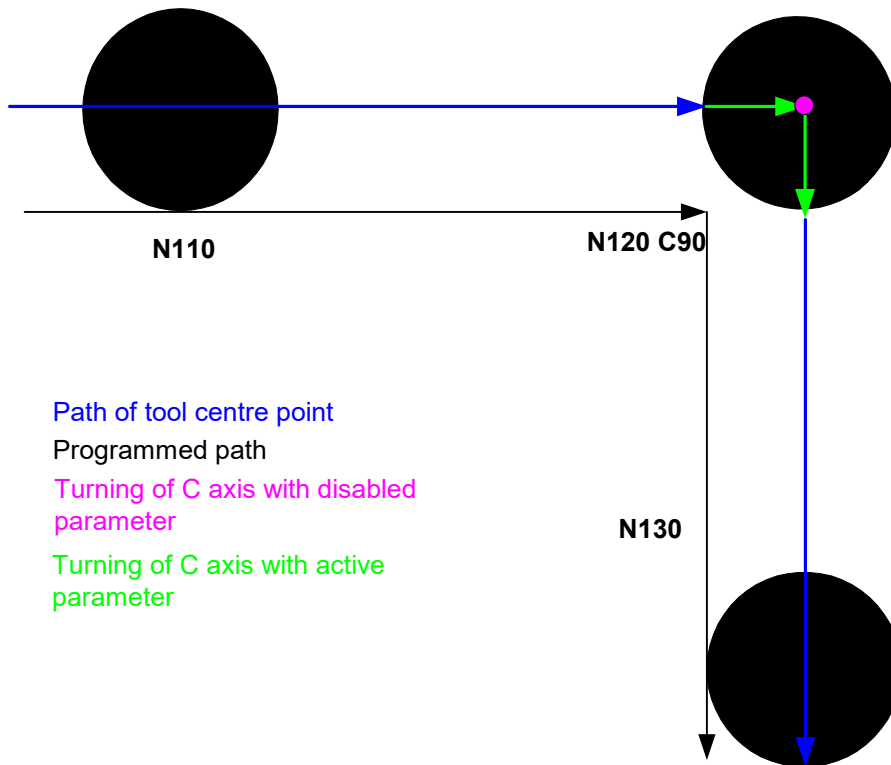 N110
N120 C90
Path of tool centre point
Programmed path
Turning of C axis with disabled
parameter
N130
Turning of C axis with active
parameter